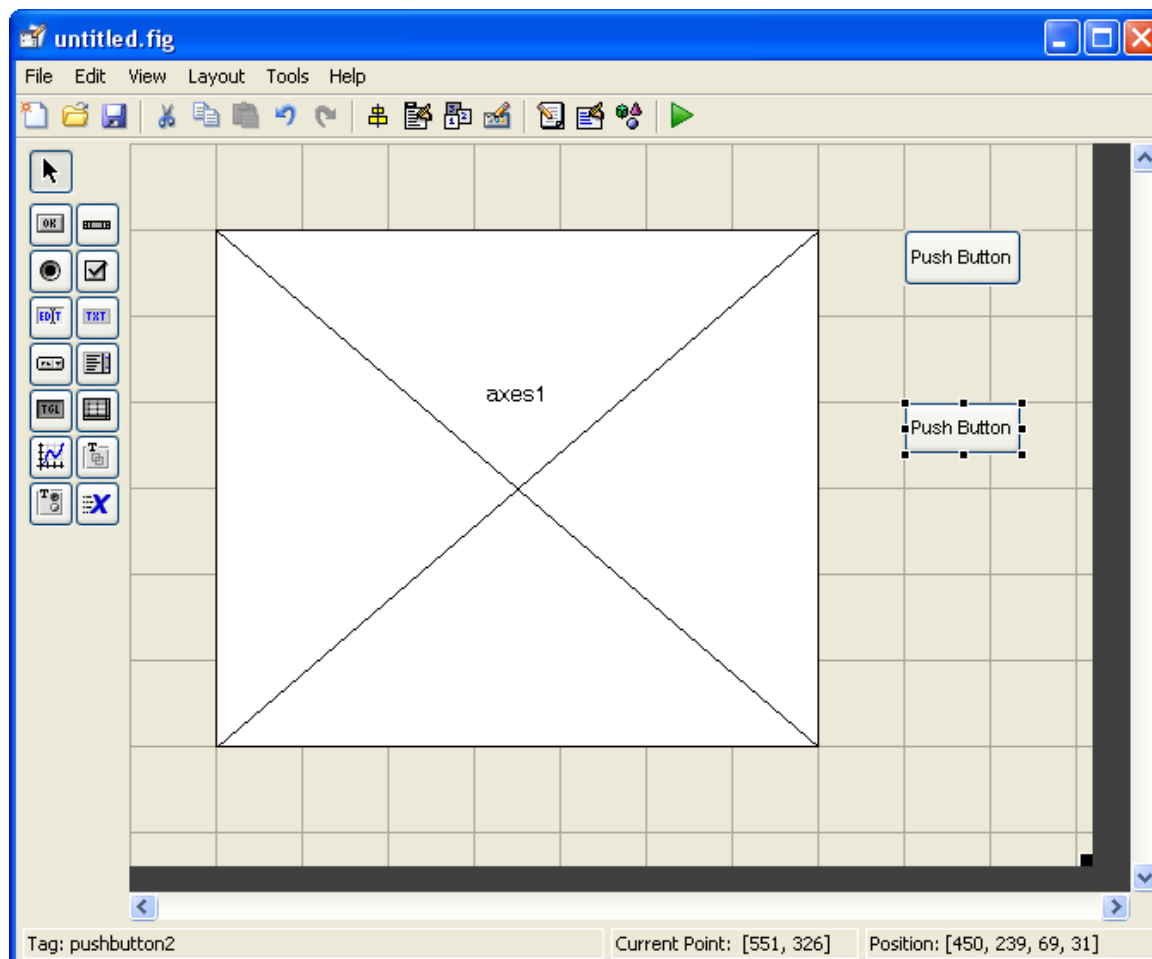 untitled.fig
File Edit View Layout Tools Help
OK
EDIT TXT
TGL
T
T X
axes1
Push Button
Push Button
Tag: pushbutton2 Current Point: [551, 326] Position: [450, 239, 69, 31]